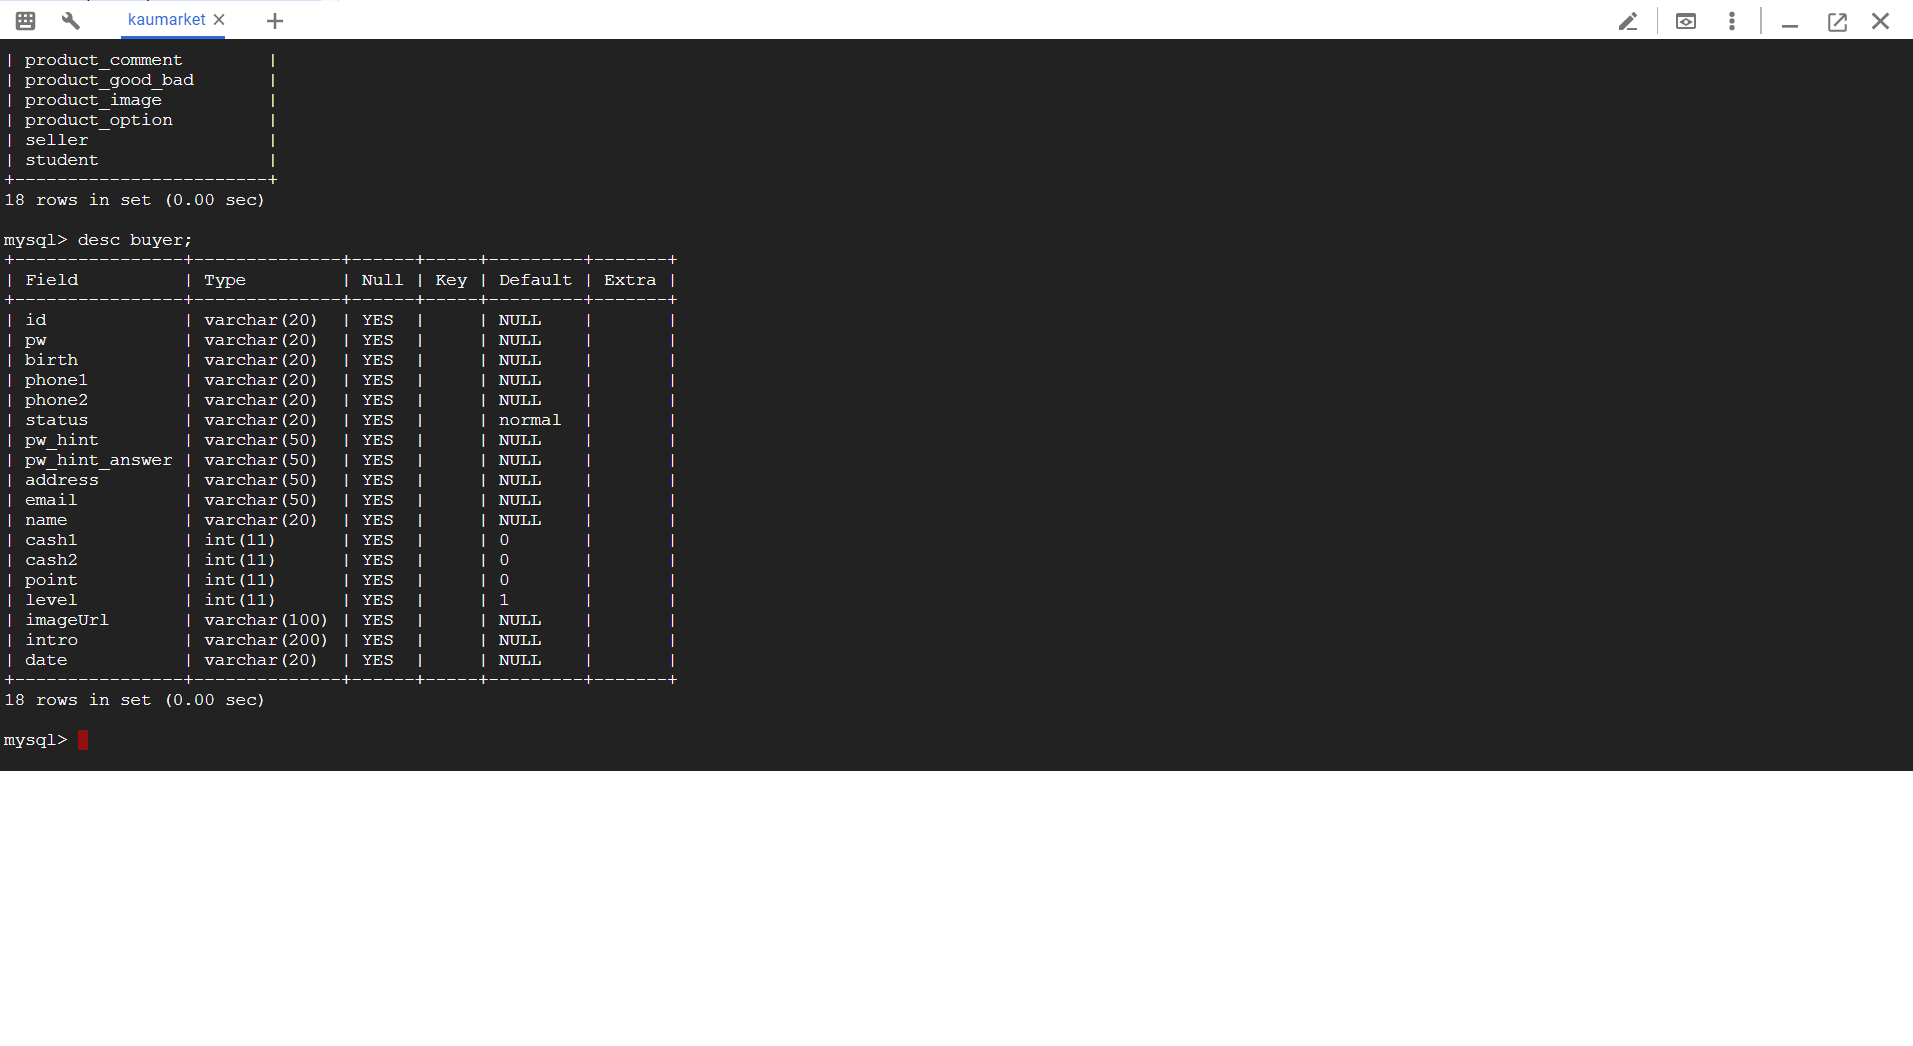 kaumarket
| product_comment        |
| product_good_bad       |
| product_image          |
| product_option         |
| seller                 |
| student                |
+------------------------+
18 rows in set (0.00 sec)
mysql> desc buyer;
+----------------+--------------+------+-----+---------+-------+
| Field          | Type         | Null | Key | Default | Extra |
+----------------+--------------+------+-----+---------+-------+
| id             | varchar(20)  | YES  |     | NULL    |       |
| pw             | varchar(20)  | YES  |     | NULL    |       |
| birth          | varchar(20)  | YES  |     | NULL    |       |
| phone1         | varchar(20)  | YES  |     | NULL    |       |
| phone2         | varchar(20)  | YES  |     | NULL    |       |
| status         | varchar(20)  | YES  |     | normal  |       |
| pw_hint        | varchar(50)  | YES  |     | NULL    |       |
| pw_hint_answer | varchar(50)  | YES  |     | NULL    |       |
| address        | varchar(50)  | YES  |     | NULL    |       |
| email          | varchar(50)  | YES  |     | NULL    |       |
| name           | varchar(20)  | YES  |     | NULL    |       |
| cash1          | int(11)      | YES  |     | 0       |       |
| cash2          | int(11)      | YES  |     | 0       |       |
| point          | int(11)      | YES  |     | 0       |       |
| level          | int(11)      | YES  |     | 1       |       |
| imageUrl       | varchar(100) | YES  |     | NULL    |       |
| intro          | varchar(200) | YES  |     | NULL    |       |
| date           | varchar(20)  | YES  |     | NULL    |       |
+----------------+--------------+------+-----+---------+-------+
18 rows in set (0.00 sec)
mysql>